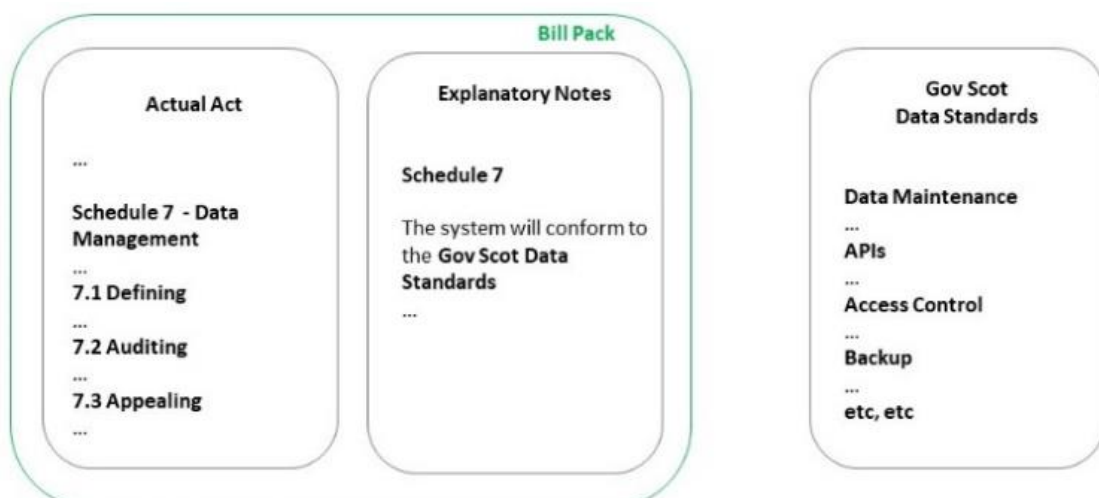 Bill Pack
Actual Act
...
Schedule 7 - Data
Management
...
7.1 Defining
...
7.2 Auditing
...
7.3 Appealing
...
Explanatory Notes
Schedule 7
The system will conform to
the Gov Scot Data
Standards
...
Gov Scot
Data Standards
Data Maintenance
...
APIs
...
Access Control
...
Backup
...
etc, etc